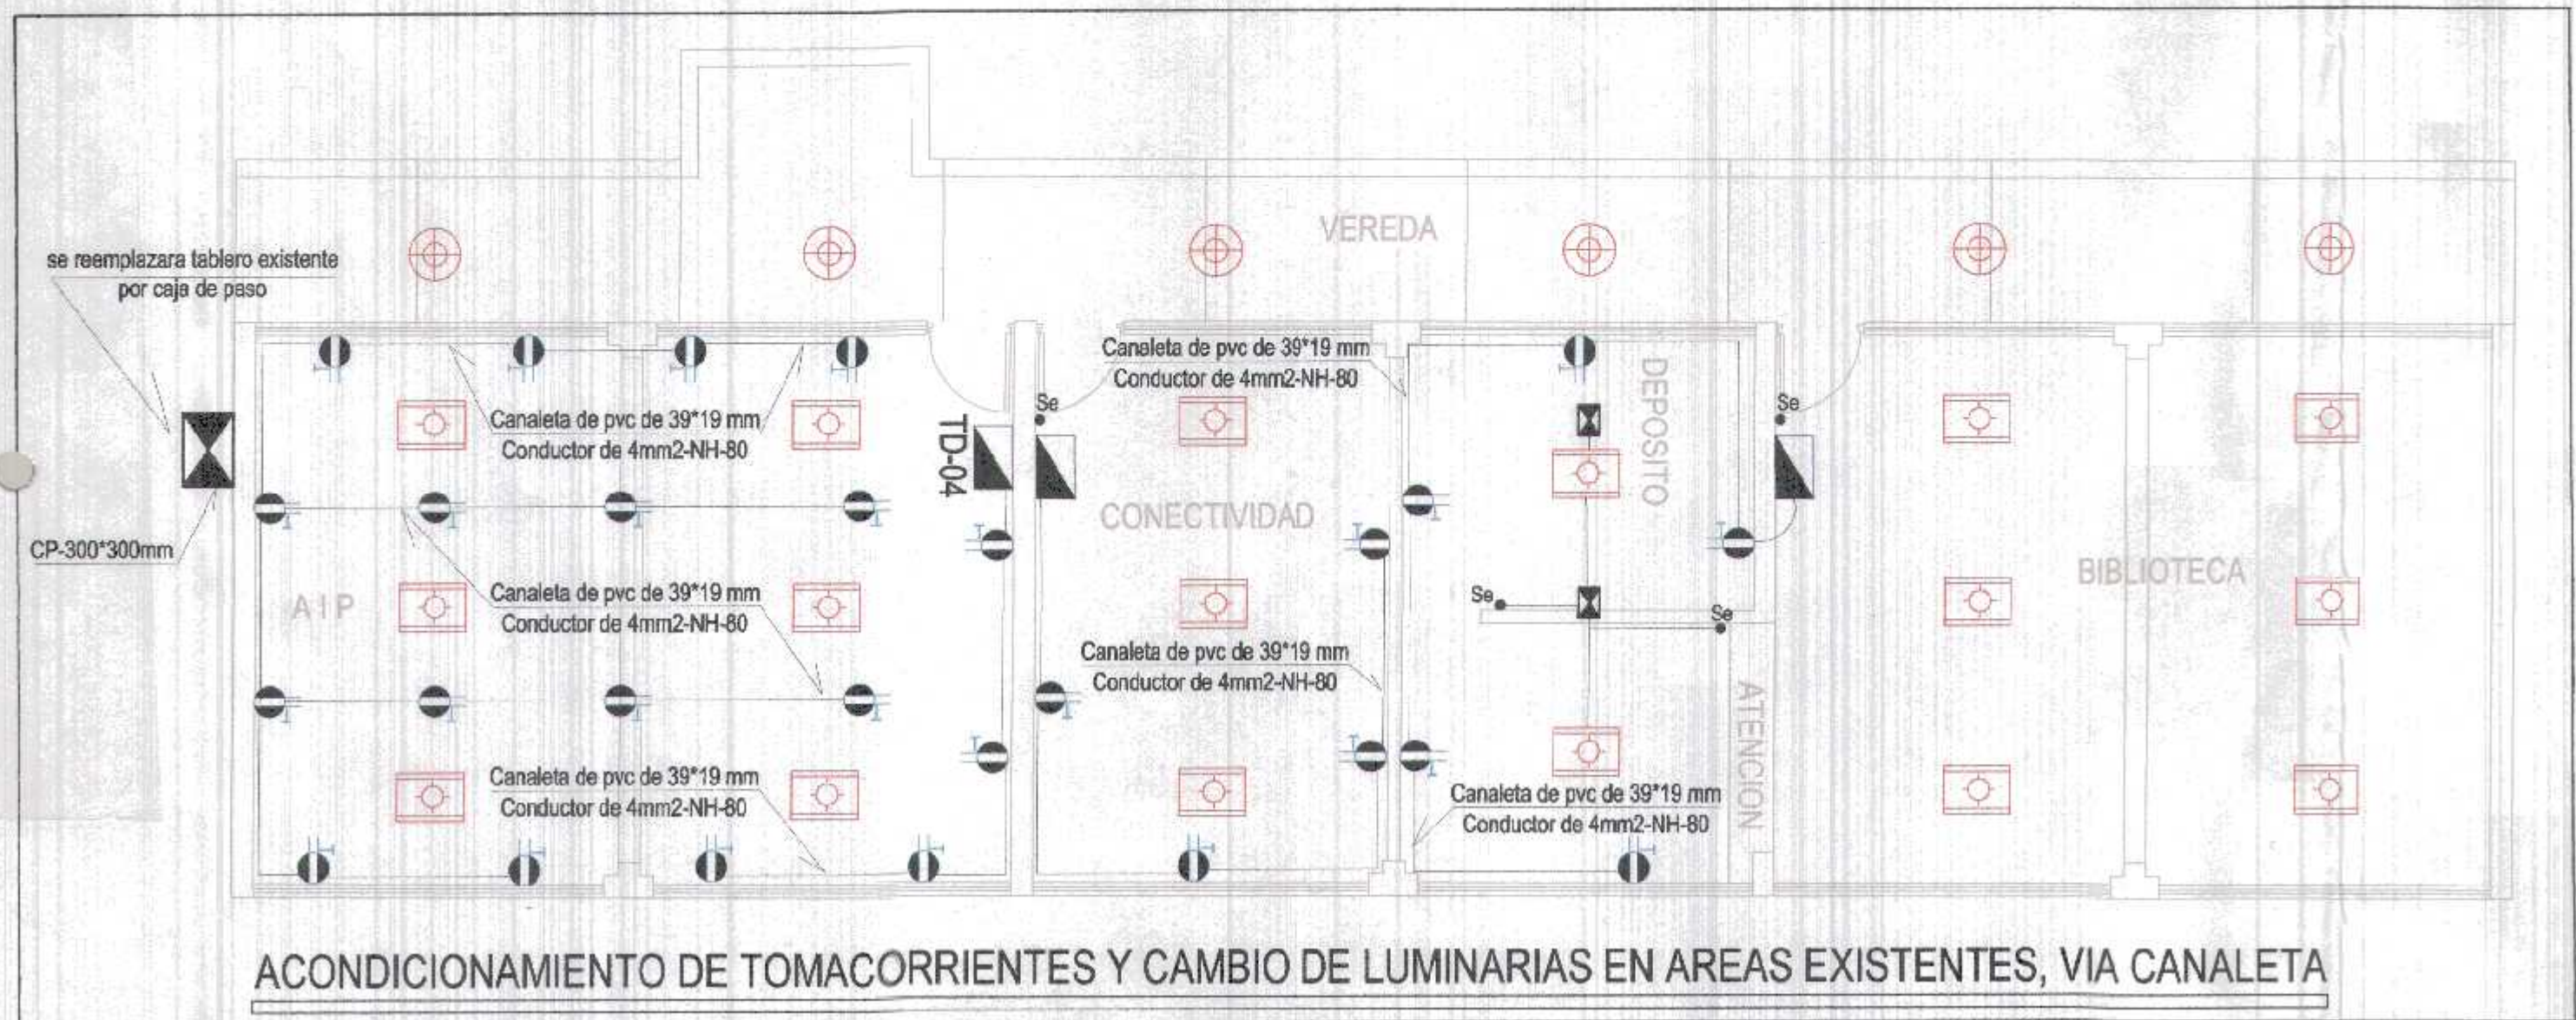 VEREDA
se reemplazara tablero existente
por caja de paso
Canaleta de pvc de 39*19 mm
Conductor de 4mm2-NH-80
DEPOSITO
Se
Se
Canaleta de pvc de 39*19 mm
Conductor de 4mm2-NH-80
TD-04
CONECTIVIDAD
CP-300*300mm
BIBLIOTECA
AIP
Canaleta de pvc de 39*19 mm
Conductor de 4mm2-NH-80
Se
Se
Canaleta de pvc de 39*19 mm
Conductor de 4mm2-NH-80
ATENCION
Canaleta de pvc de 39*19 mm
Conductor de 4mm2-NH-80
Canaleta de pvc de 39*19 mm
Conductor de 4mm2-NH-80
ACONDICIONAMIENTO DE TOMACORRIENTES Y CAMBIO DE LUMINARIAS EN AREAS EXISTENTES, VIA CANALETA